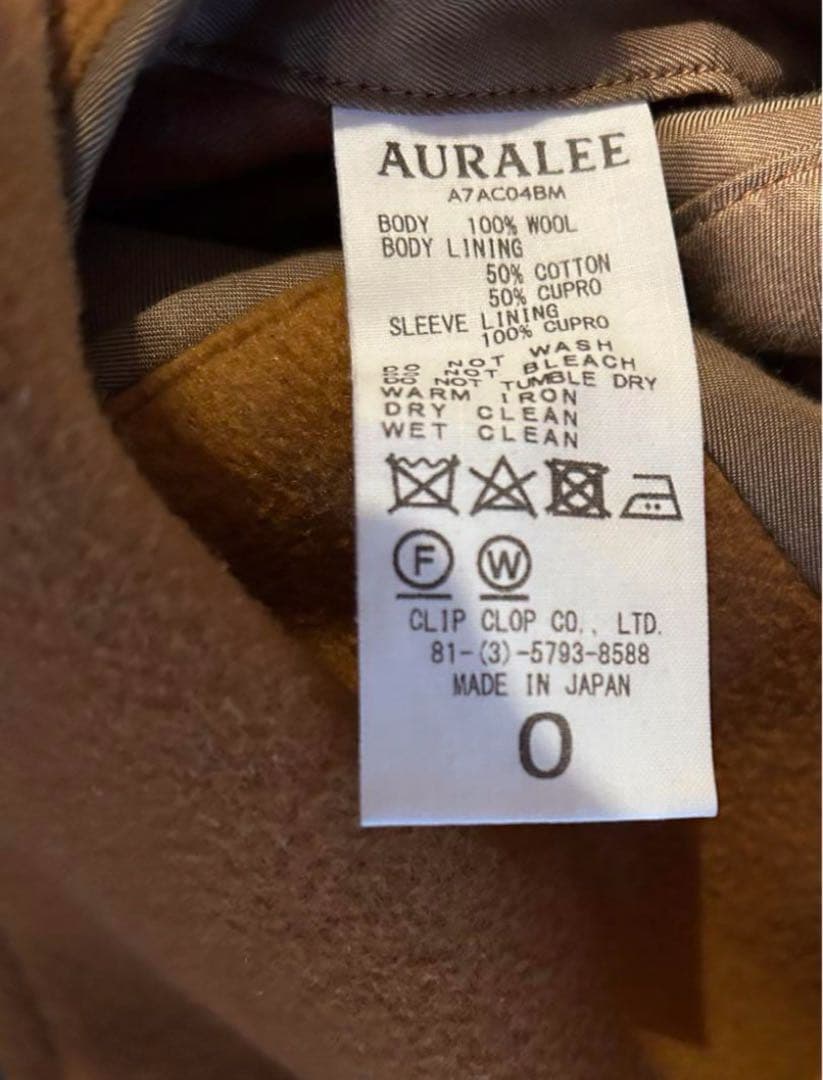 AURALEE
A7AC04BM
BODY 100% WOOL
BODY LINING
50% COTTON
50% CUPRO
SLEEVE LINING
100% CUPRO
DO NOT WASH
DO NOT BLEACH
DO NOT TUMBLE DRY
WARM IRON
DRY CLEAN
WET CLEAN
F W
CLIP CLOP CO., LTD.
81-(3)-5793-8588
MADE IN JAPAN
0